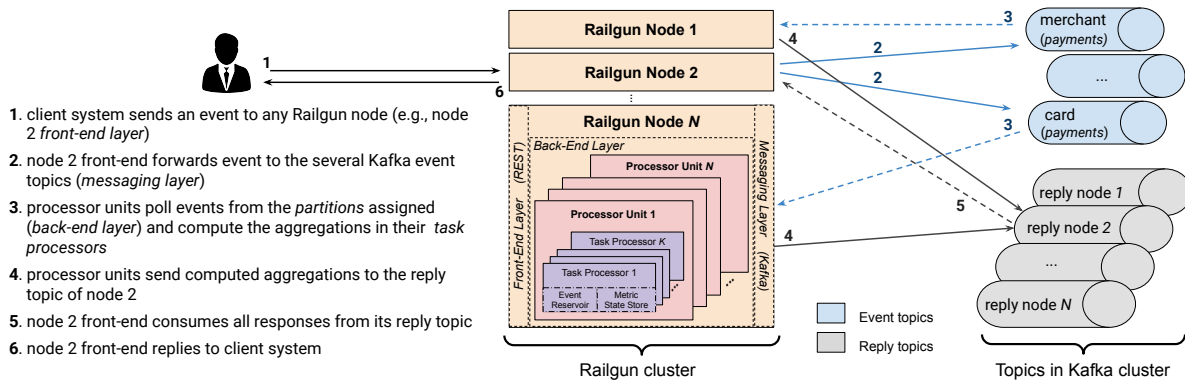 1. client system sends an event to any Railgun node (e.g., node
2 front-end layer)
2. node 2 front-end forwards event to the several Kafka event
topics (messaging layer)
3. processor units poll events from the partitions assigned
(back-end layer) and compute the aggregations in their task
processors
4. processor units send computed aggregations to the reply
topic of node 2
5. node 2 front-end consumes all responses from its reply topic
6. node 2 front-end replies to client system
1
6
Railgun Node 1
Railgun Node 2
...
Railgun Node N
Front-End Layer (REST)
Back-End Layer
Processor Unit N
Processor Unit 1
Task Processor K
Task Processor 1
Event
Reservoir
Metric
State Store
...
...
Messaging Layer (Kafka)
Railgun cluster
3
4
2
2
3
5
4
merchant
(payments)
...
card
(payments)
reply node 1
reply node 2
...
reply node N
Event topics
Reply topics
Topics in Kafka cluster